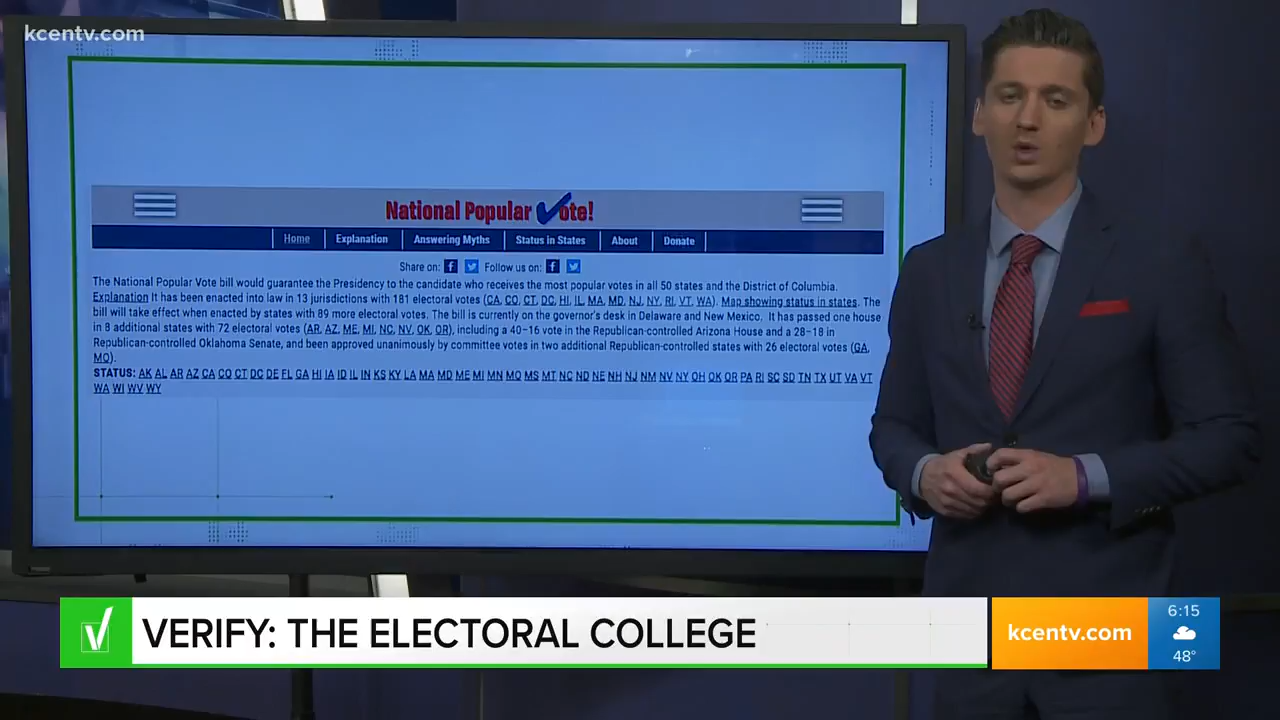 kcentv.com
National Popular Vote!
Home Explanation Answering Myths Status in States About Donate
Share on: Follow us on:
The National Popular Vote bill would guarantee the Presidency to the candidate who receives the most popular votes in all 50 states and the District of Columbia.
Explanation It has been enacted into law in 13 jurisdictions with 181 electoral votes (CA, CO, CT, DC, HI, IL, MA, MD, NJ, NY, RI, VT, WA). Map showing status in states. The
bill will take effect when enacted by states with 89 more electoral votes. The bill is currently on the governor's desk in Delaware and New Mexico. It has passed one house
in 8 additional states with 72 electoral votes (AR, AZ, ME, MI, NC, NV, OK, OR), including a 40–16 vote in the Republican-controlled Arizona House and a 28–18 in
Republican-controlled Oklahoma Senate, and been approved unanimously by committee votes in two additional Republican-controlled states with 26 electoral votes (GA,
MO).
STATUS: AK AL AR AZ CA CO CT DC DE FL GA HI IA ID IL IN KS KY LA MA MD ME MI MN MO MS MT NC ND NE NH NJ NM NV NY OH OK OR PA RI SC SD TN TX UT VA VT
WA WI WV WY
VERIFY: THE ELECTORAL COLLEGE
kcentv.com
6:15
48°